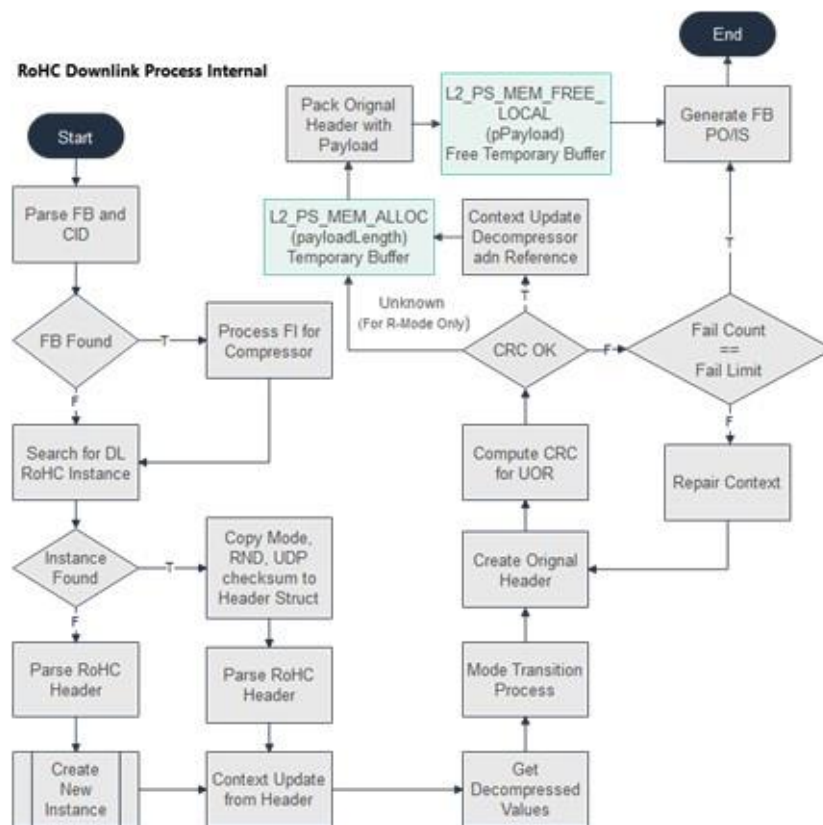 RoHC Downlink Process Internal
Start
Parse FB and
CID
FB Found
T
Process FI for
Compressor
F
Search for DL
RoHC Instance
Instance
Found
T
Copy Mode,
RND, UDP
checksum to
Header Struct
F
Parse RoHC
Header
Parse RoHC
Header
Create
New
Instance
Context Update
from Header
Get
Decompressed
Values
Mode Transition
Process
Create Orignal
Header
Compute CRC
for UOR
CRC OK
Unknown
(For R-Mode Only)
T
F
Context Update
Decompressor
adn Reference
L2_PS_MEM_ALLOC
(payloadLength)
Temporary Buffer
Pack Orignal
Header with
Payload
L2_PS_MEM_FREE_
LOCAL
(pPayload)
Free Temporary Buffer
Fail Count
==
Fail Limit
T
F
Repair Context
Generate FB
PO/IS
End